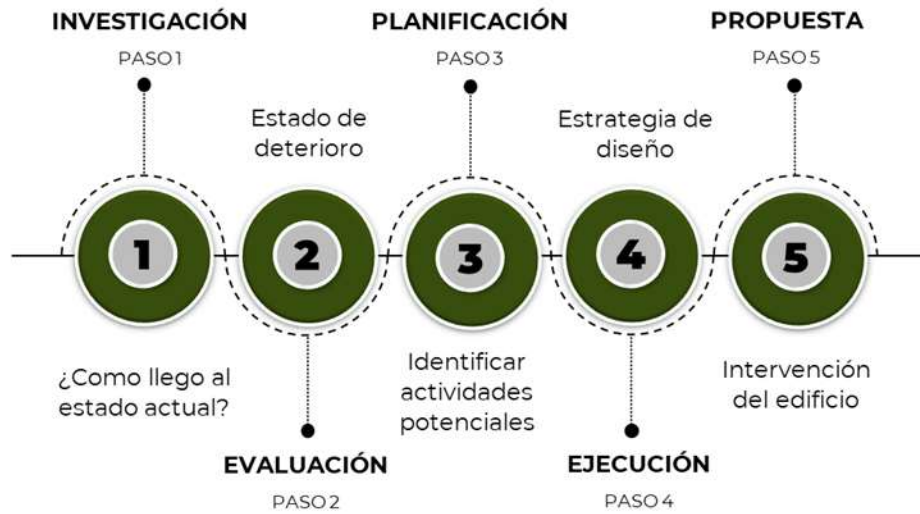 INVESTIGACIÓN
PASO 1
1
¿Como llego al
estado actual?
Estado de
deterioro
2
EVALUACIÓN
PASO 2
PLANIFICACIÓN
PASO 3
3
Identificar
actividades
potenciales
Estrategia de
diseño
4
EJECUCIÓN
PASO 4
PROPUESTA
PASO 5
5
Intervención
del edificio